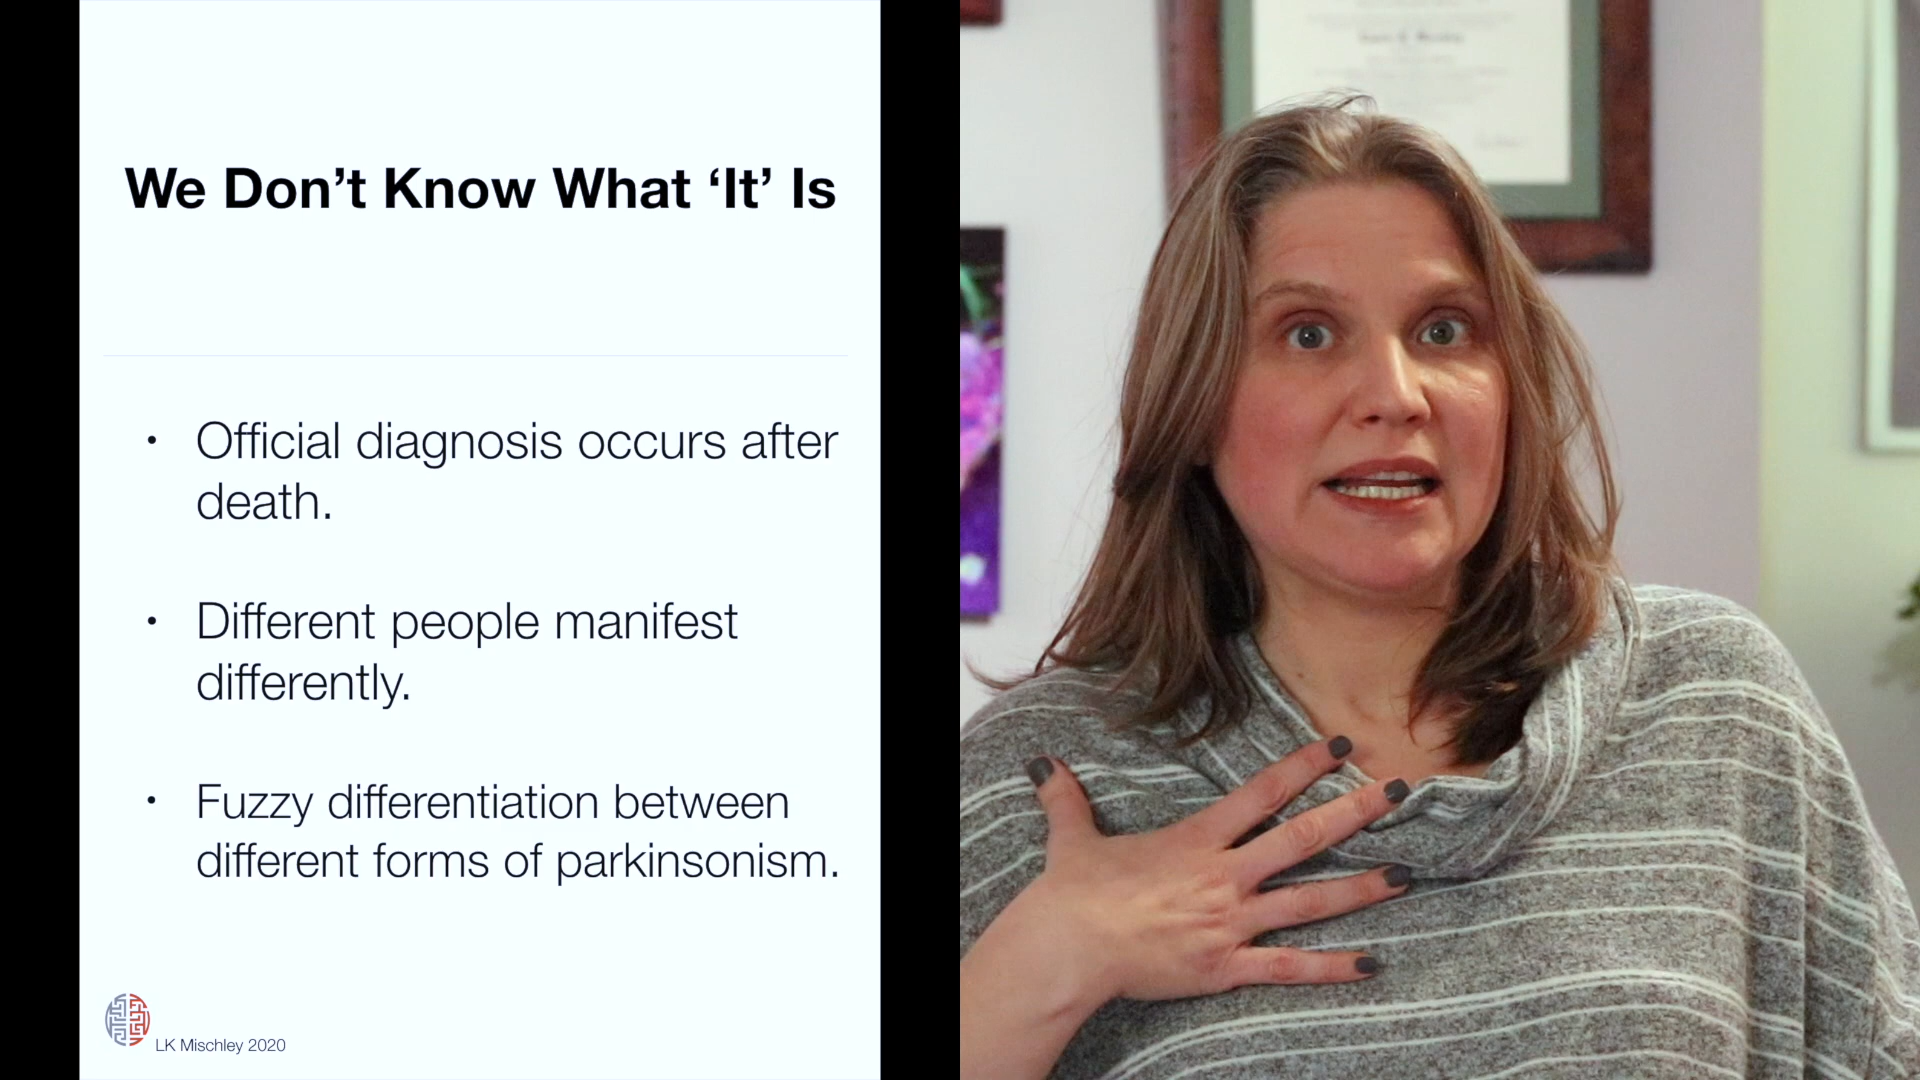 We Don’t Know What ‘It’ Is
• Official diagnosis occurs after
death.
• Different people manifest
differently.
• Fuzzy differentiation between
different forms of parkinsonism.
LK Mischley 2020